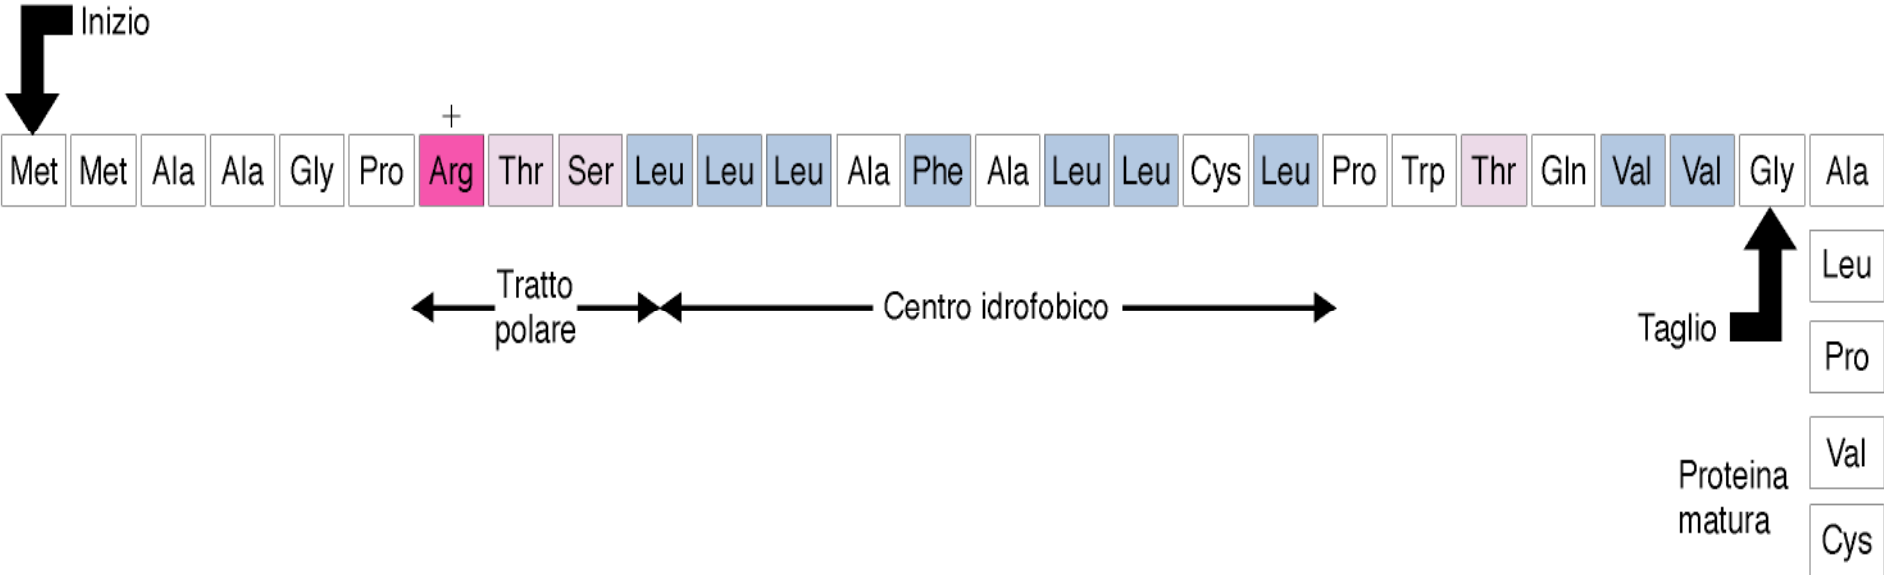 Inizio
+
Met Met Ala Ala Gly Pro Arg Thr Ser Leu Leu Leu Ala Phe Ala Leu Leu Cys Leu Pro Trp Thr Gln Val Val Gly Ala
Leu
Tratto
polare
Centro idrofobico
Taglio
Pro
Val
Proteina
matura
Cys